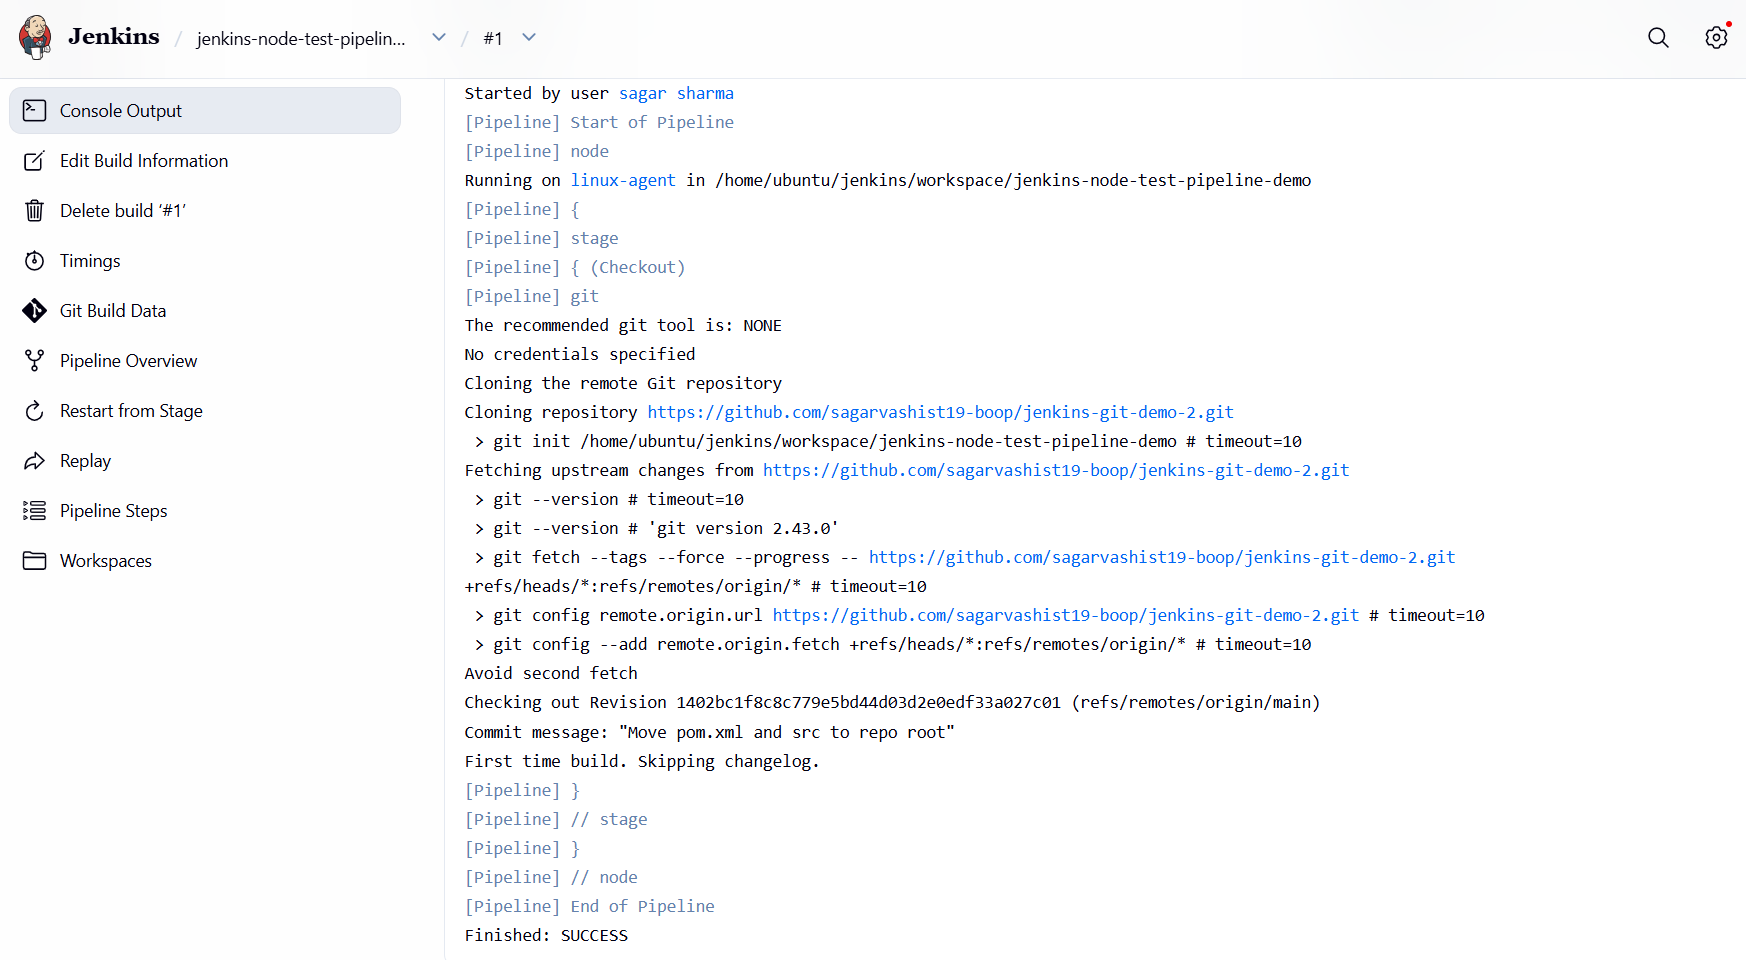 Jenkins / jenkins-node-test-pipelin... / #1
Console Output
Edit Build Information
Delete build ‘#1’
Timings
Git Build Data
Pipeline Overview
Restart from Stage
Replay
Pipeline Steps
Workspaces
Started by user sagar sharma
[Pipeline] Start of Pipeline
[Pipeline] node
Running on linux-agent in /home/ubuntu/jenkins/workspace/jenkins-node-test-pipeline-demo
[Pipeline] {
[Pipeline] stage
[Pipeline] { (Checkout)
[Pipeline] git
The recommended git tool is: NONE
No credentials specified
Cloning the remote Git repository
Cloning repository https://github.com/sagarvashist19-boop/jenkins-git-demo-2.git
 > git init /home/ubuntu/jenkins/workspace/jenkins-node-test-pipeline-demo # timeout=10
Fetching upstream changes from https://github.com/sagarvashist19-boop/jenkins-git-demo-2.git
 > git --version # timeout=10
 > git --version # 'git version 2.43.0'
 > git fetch --tags --force --progress -- https://github.com/sagarvashist19-boop/jenkins-git-demo-2.git
+refs/heads/*:refs/remotes/origin/* # timeout=10
 > git config remote.origin.url https://github.com/sagarvashist19-boop/jenkins-git-demo-2.git # timeout=10
 > git config --add remote.origin.fetch +refs/heads/*:refs/remotes/origin/* # timeout=10
Avoid second fetch
Checking out Revision 1402bc1f8c8c779e5bd44d03d2e0edf33a027c01 (refs/remotes/origin/main)
Commit message: "Move pom.xml and src to repo root"
First time build. Skipping changelog.
[Pipeline] }
[Pipeline] // stage
[Pipeline] }
[Pipeline] // node
[Pipeline] End of Pipeline
Finished: SUCCESS